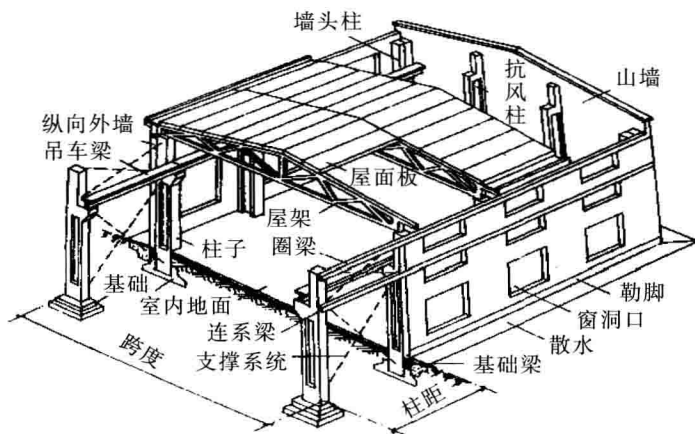 墙头柱
抗风柱
山墙
纵向外墙
吊车梁
屋面板
屋架
圈梁
柱子
基础
室内地面
连系梁
支撑系统
跨度
柱距
基础梁
散水
窗洞口
勒脚